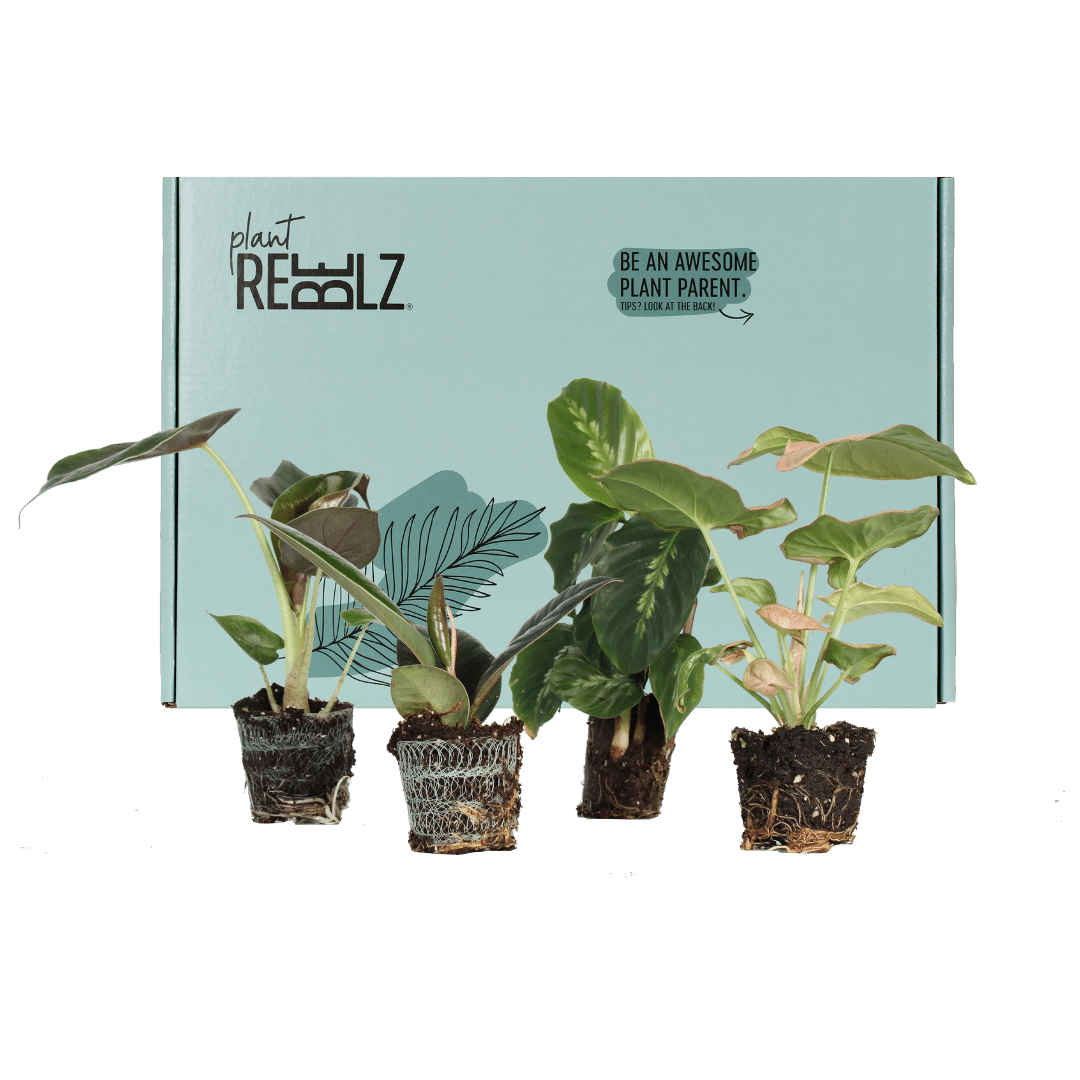 plant
REBELZ®
BE AN AWESOME
PLANT PARENT.
TIPS? LOOK AT THE BACK!